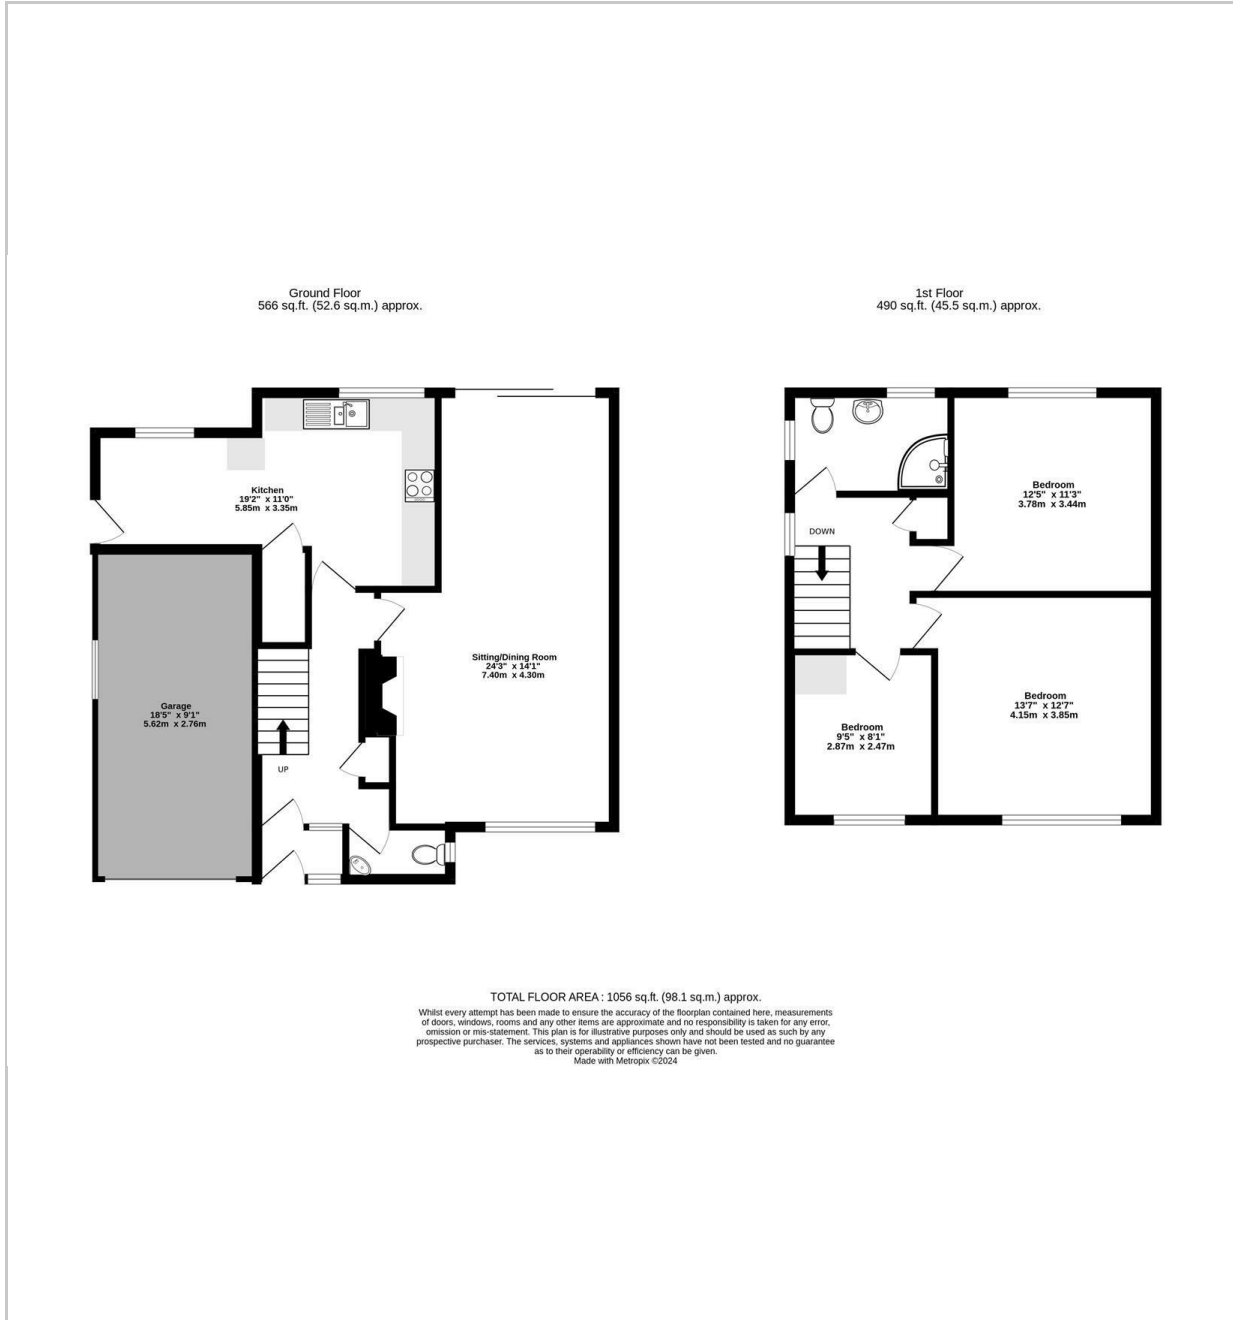 Ground Floor
566 sq.ft. (52.6 sq.m.) approx.
1st Floor
490 sq.ft. (45.5 sq.m.) approx.
Kitchen
19'2" x 11'0"
5.85m x 3.35m
Sitting/Dining Room
24'3" x 14'1"
7.40m x 4.30m
Garage
18'5" x 9'1"
5.62m x 2.76m
UP
DOWN
Bedroom
12'5" x 11'3"
3.78m x 3.44m
Bedroom
13'7" x 12'7"
4.15m x 3.85m
Bedroom
9'5" x 8'1"
2.87m x 2.47m
TOTAL FLOOR AREA : 1056 sq.ft. (98.1 sq.m.) approx.
Whilst every attempt has been made to ensure the accuracy of the floorplan contained here, measurements
of doors, windows, rooms and any other items are approximate and no responsibility is taken for any error,
omission or mis-statement. This plan is for illustrative purposes only and should be used as such by any
prospective purchaser. The services, systems and appliances shown have not been tested and no guarantee
as to their operability or efficiency can be given.
Made with Metropix ©2024